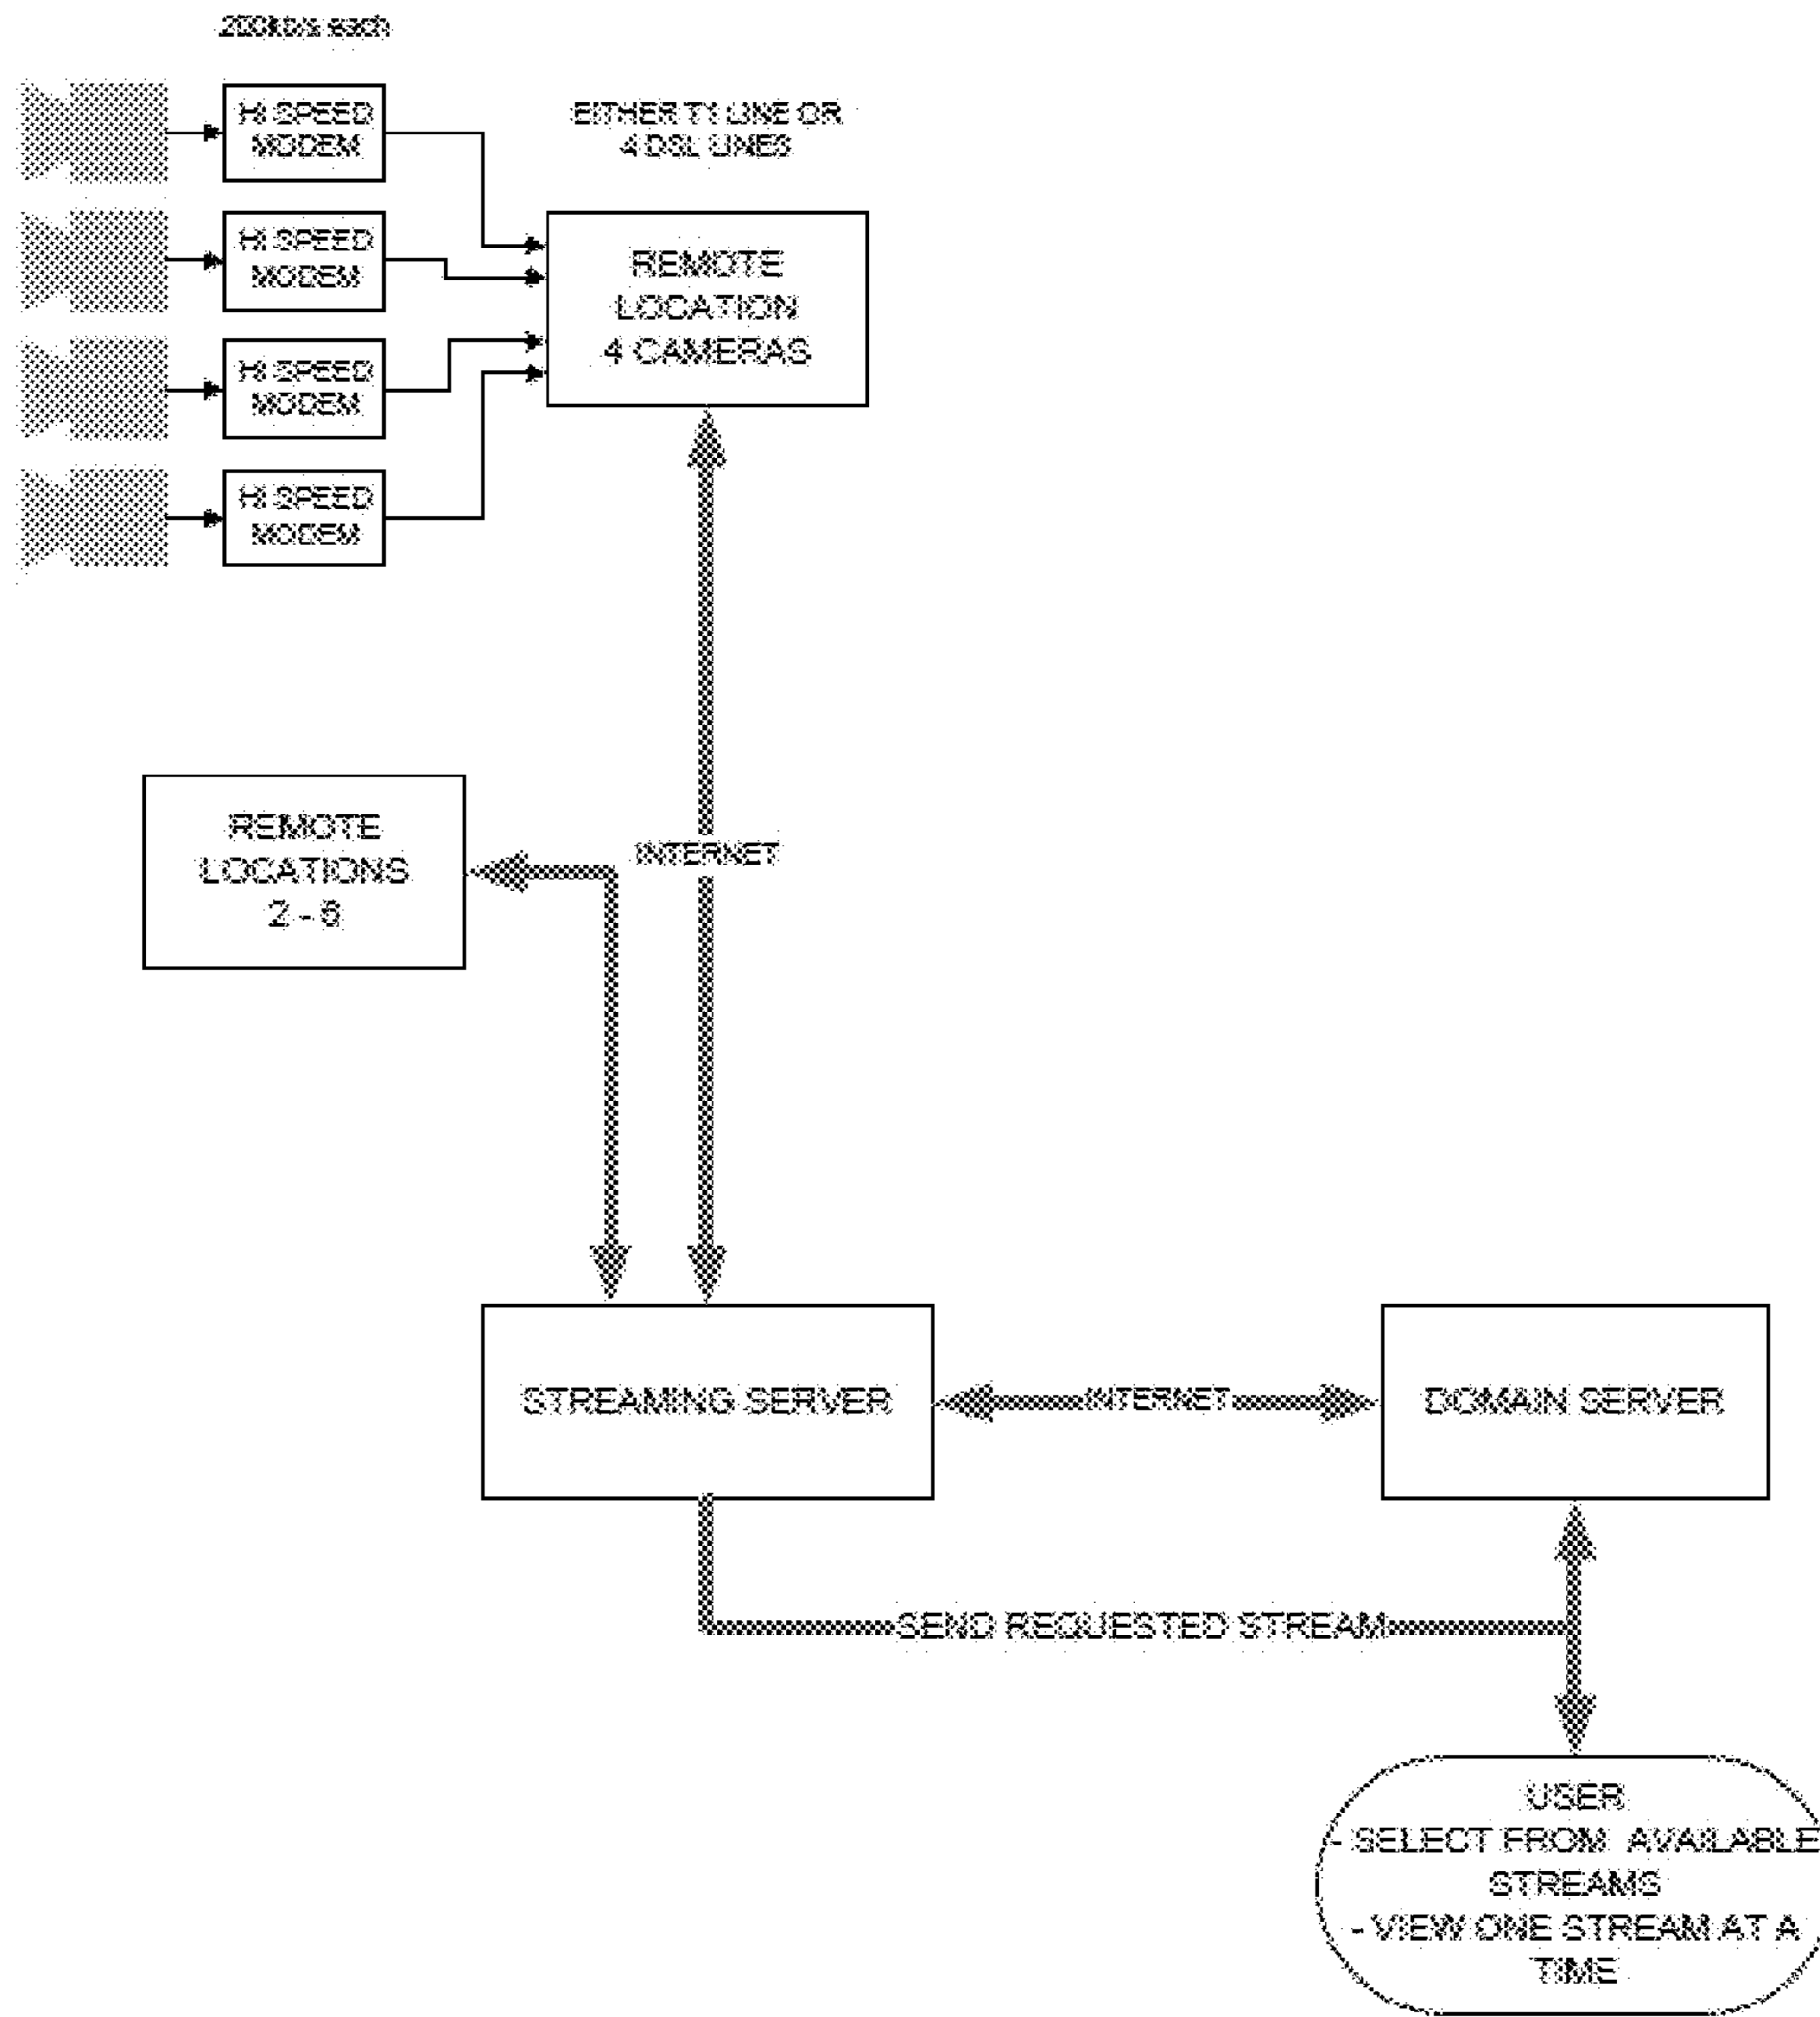 each
HI SPEED
MODEM
EITHER T1 LINE OR
4 DSL LINES
HI SPEED
MODEM
REMOTE
LOCATION
4 CAMERAS
HI SPEED
MODEM
HI SPEED
MODEM
REMOTE
LOCATIONS
2 -
INTERNET
STREAMING SERVER
INTERNET
DOMAIN SERVER
SEND REQUESTED STREAM
USER
- SELECT FROM AVAILABLE
STREAMS
- VIEW ONE STREAM AT A
TIME